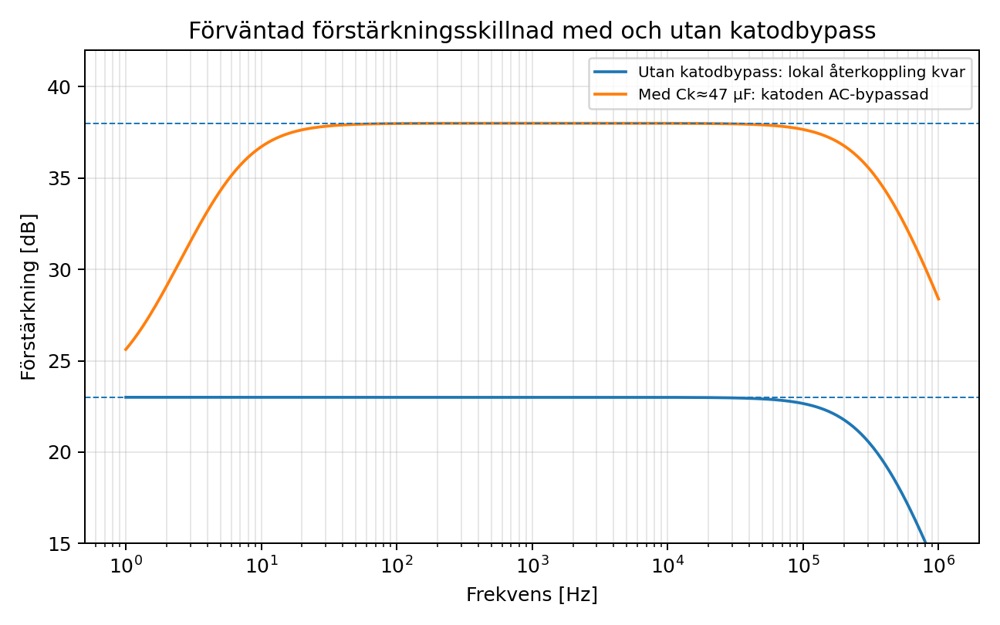 Förväntad förstärkningsskillnad med och utan katodbypass
Utan katodbypass: lokal återkoppling kvar
Med Ck≈47 µF: katoden AC-bypassad
Förstärkning [dB]
40
35
30
25
20
15
10⁰ 10¹ 10² 10³ 10⁴ 10⁵ 10⁶
Frekvens [Hz]